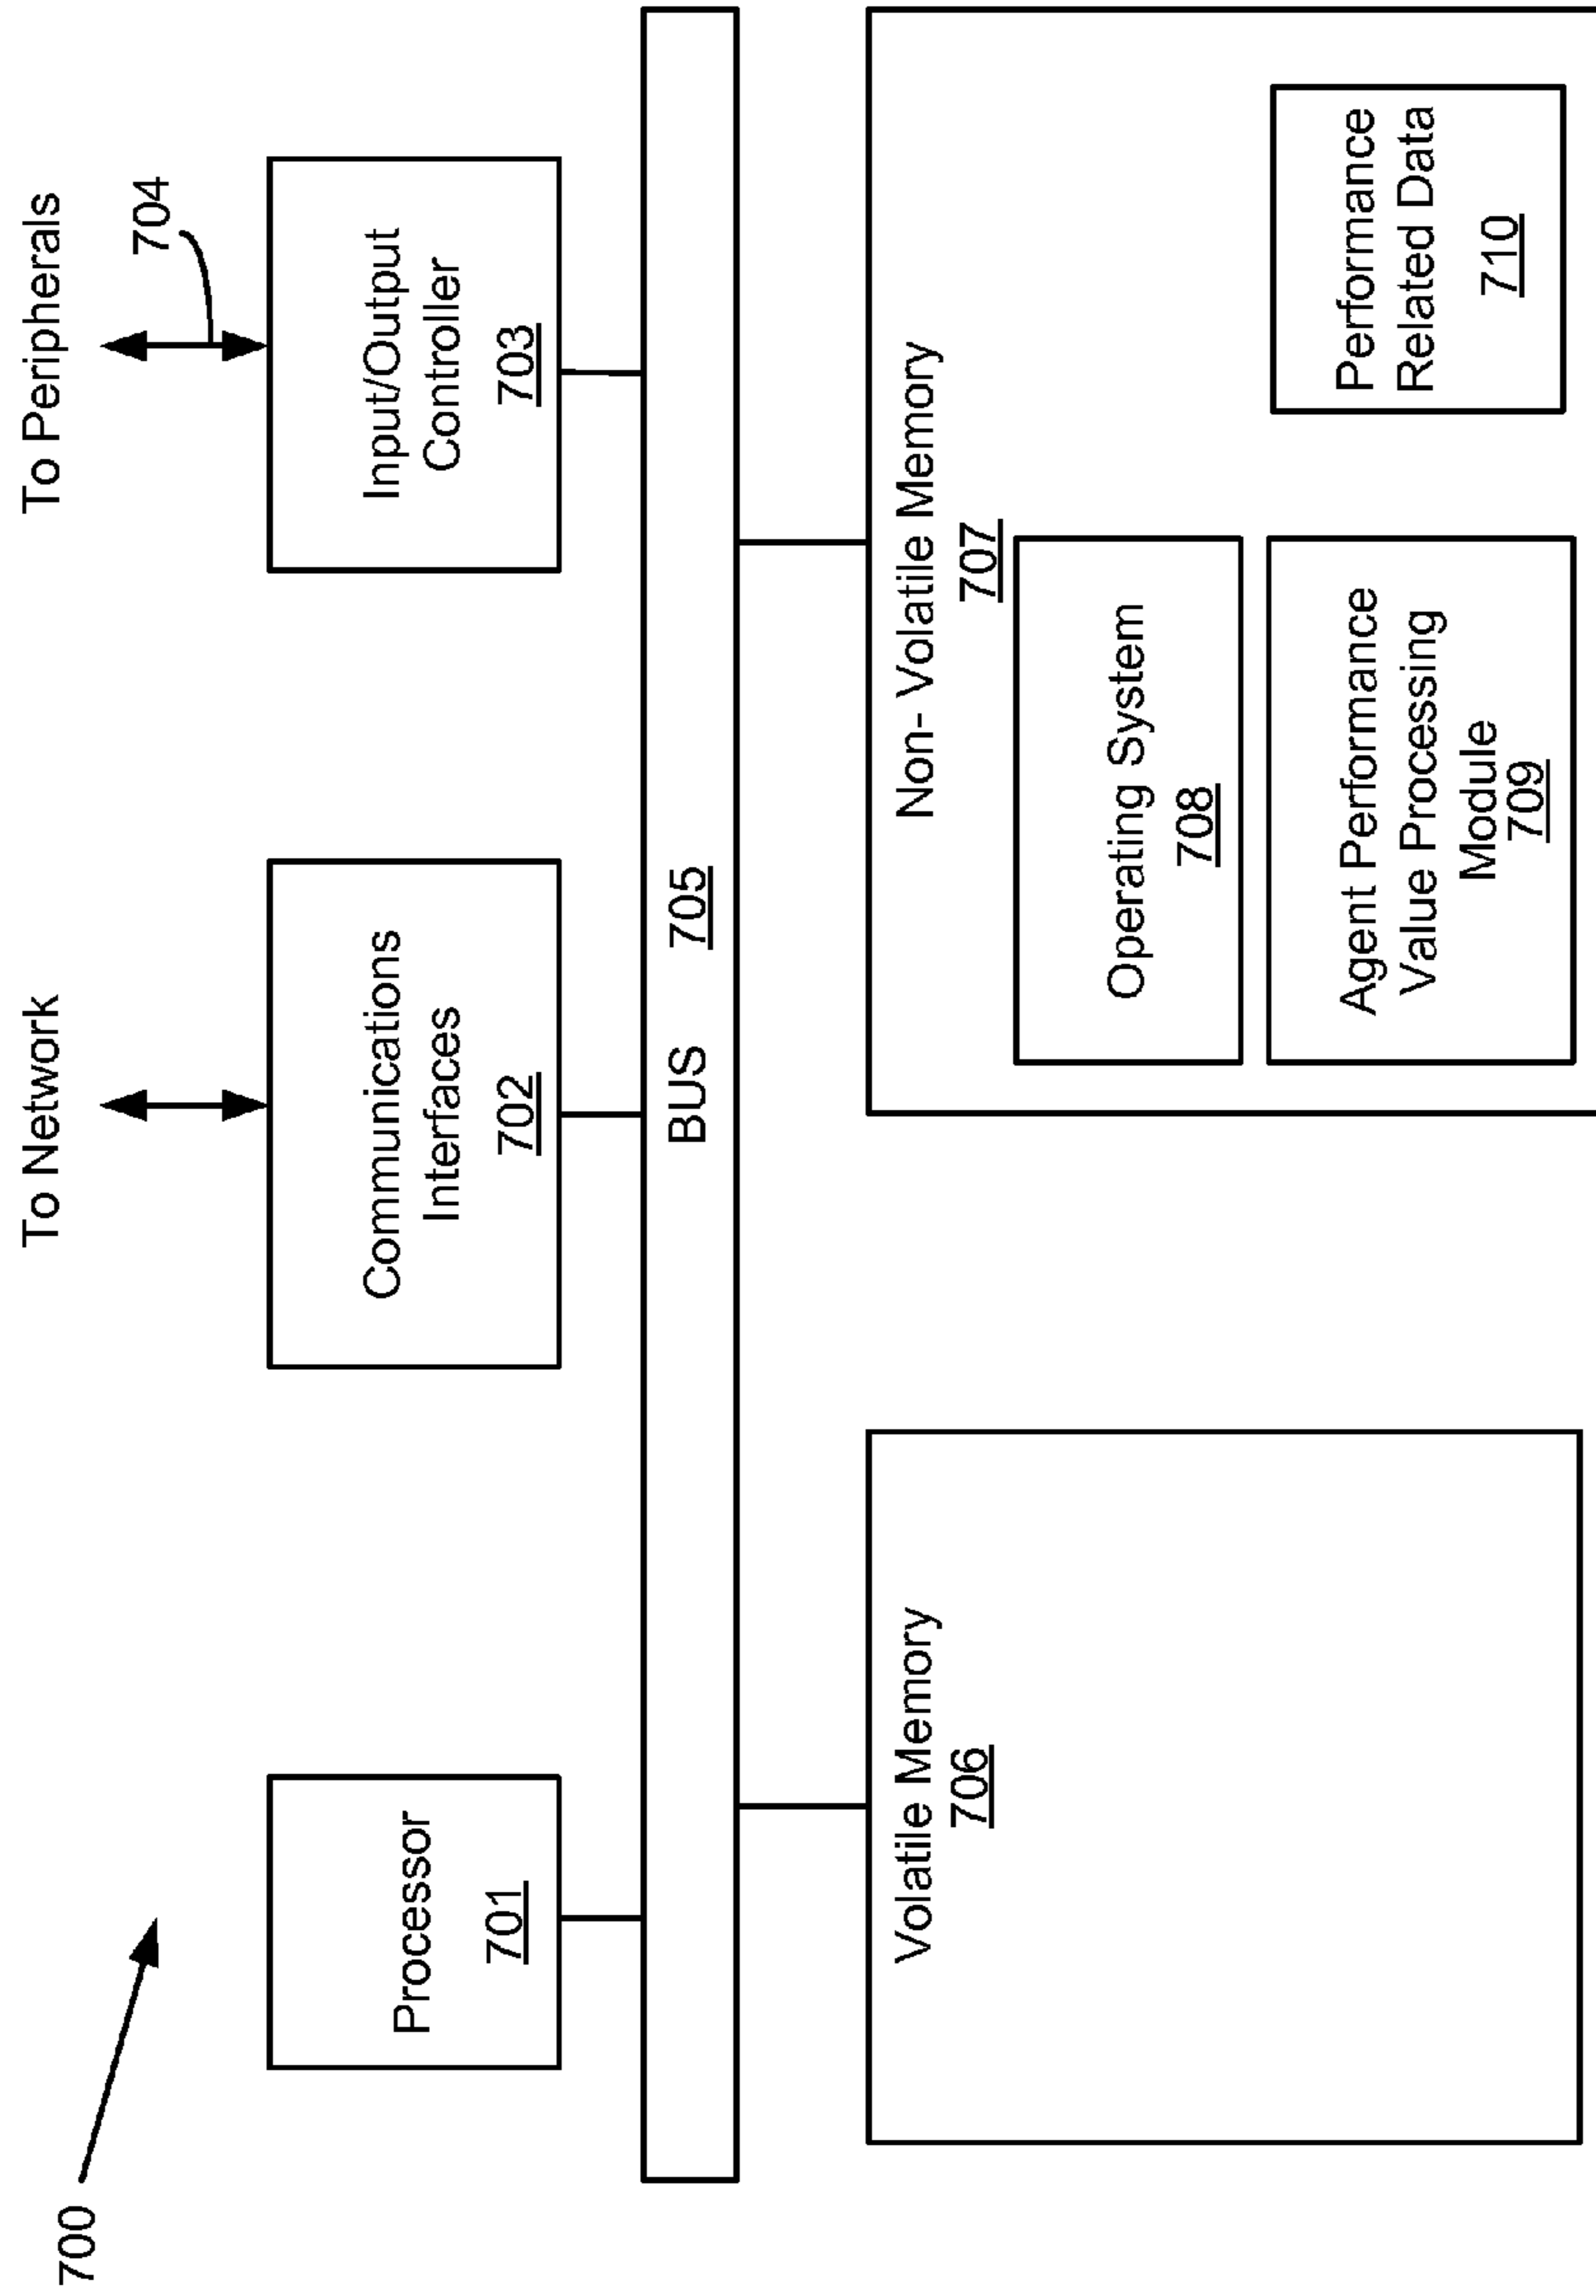 700
To Network
To Peripherals
704
Processor
701
Communications
Interfaces
702
Input/Output
Controller
703
BUS 705
Volatile Memory
706
Non- Volatile Memory
707
Operating System
708
Agent Performance
Value Processing
Module
709
Performance
Related Data
710